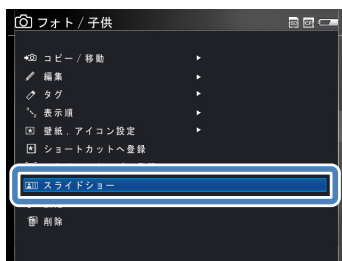 フォト / 子供
SD CF
コピー / 移動
編集
タグ
表示順
壁紙．アイコン設定
ショートカットへ登録
スライドショー
削除